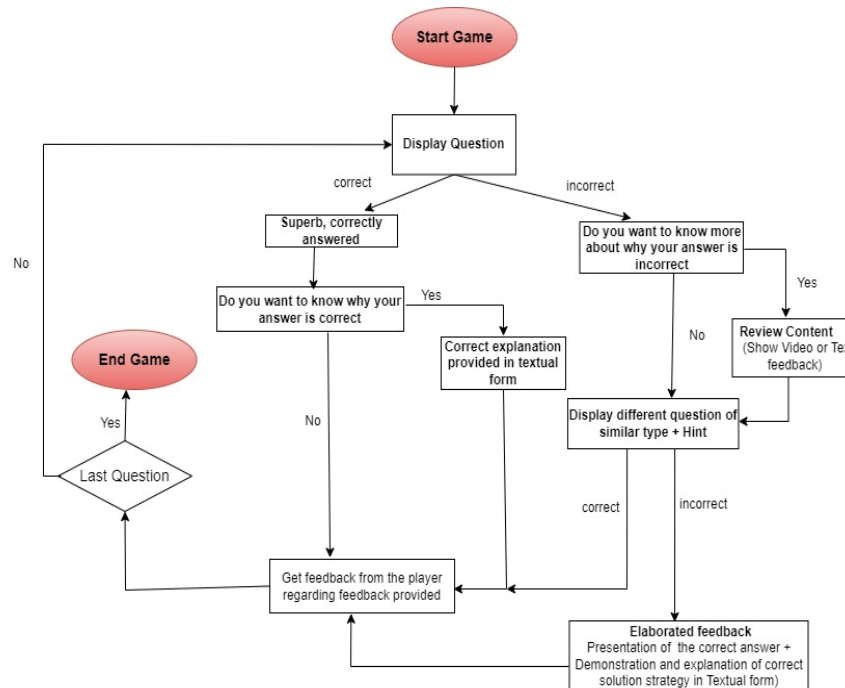 Start Game
Display Question
correct
incorrect
Superb, correctly
answered
Do you want to know more
about why your answer is
incorrect
No
Yes
Do you want to know why your
answer is correct
Yes
Review Content
(Show Video or Te
feedback)
End Game
Correct explanation
provided in textual
form
No
Yes
No
Display different question of
similar type + Hint
Last Question
correct
incorrect
Get feedback from the player
regarding feedback provided
Elaborated feedback
Presentation of the correct answer +
Demonstration and explanation of correct
solution strategy in Textual form)